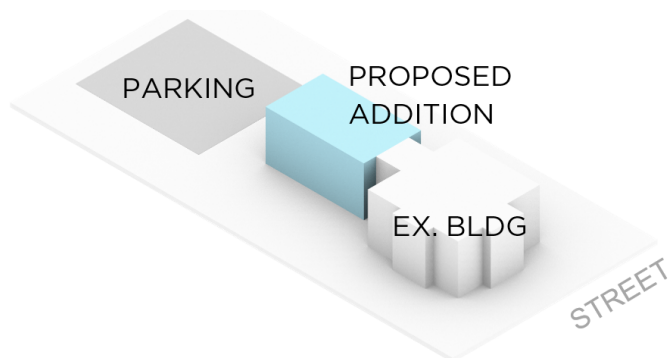 PARKING
PROPOSED
ADDITION
EX. BLDG
STREET